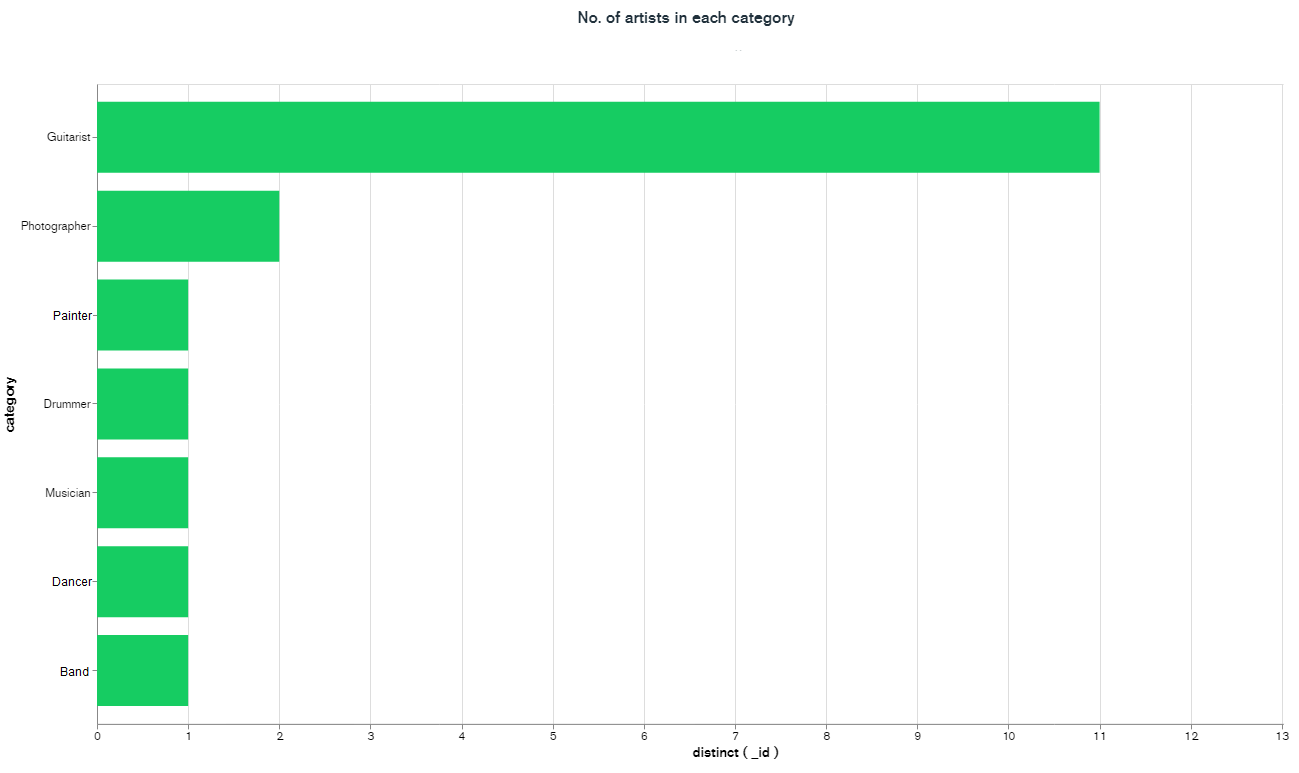 No. of artists in each category
Guitarist
Photographer
Painter
Drummer
Musician
Dancer
Band
category
0 1 2 3 4 5 6 7 8 9 10 11 12 13
distinct ( _id )